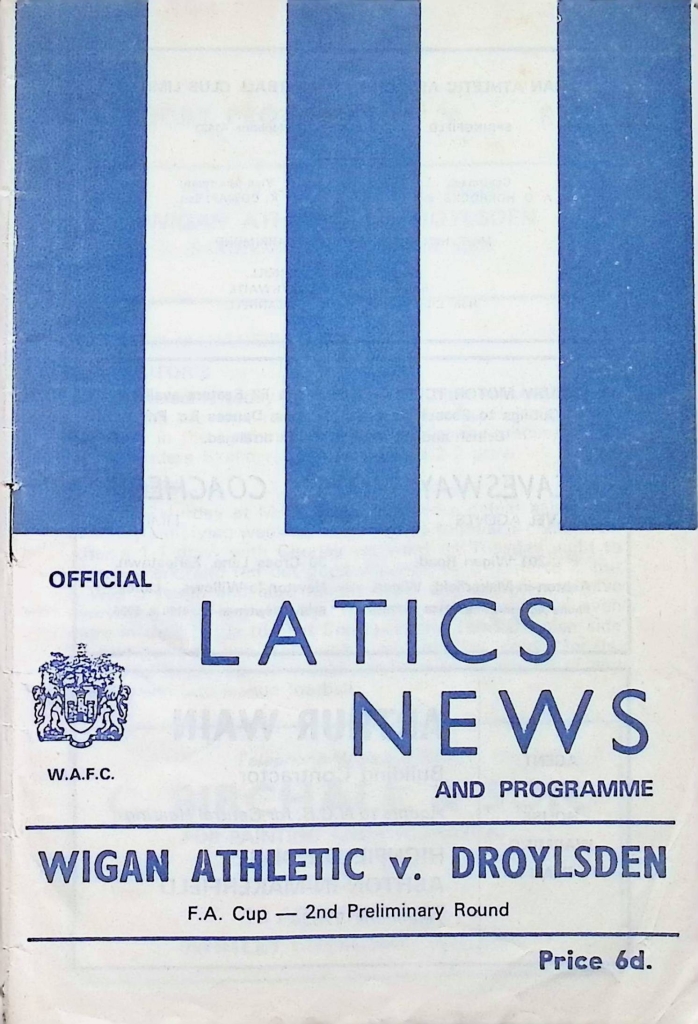 OFFICIAL
LATICS
NEWS
W.A.F.C.
AND PROGRAMME
WIGAN ATHLETIC v. DROYLSDEN
F.A. Cup — 2nd Preliminary Round
Price 6d.